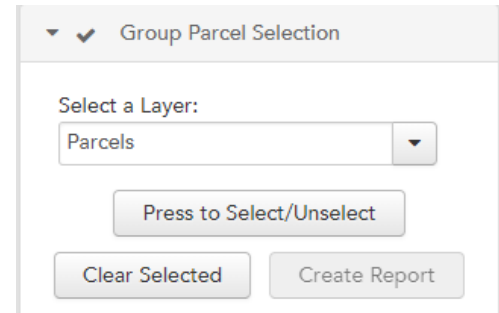 Group Parcel Selection
Select a Layer:
Parcels
Press to Select/Unselect
Clear Selected Create Report